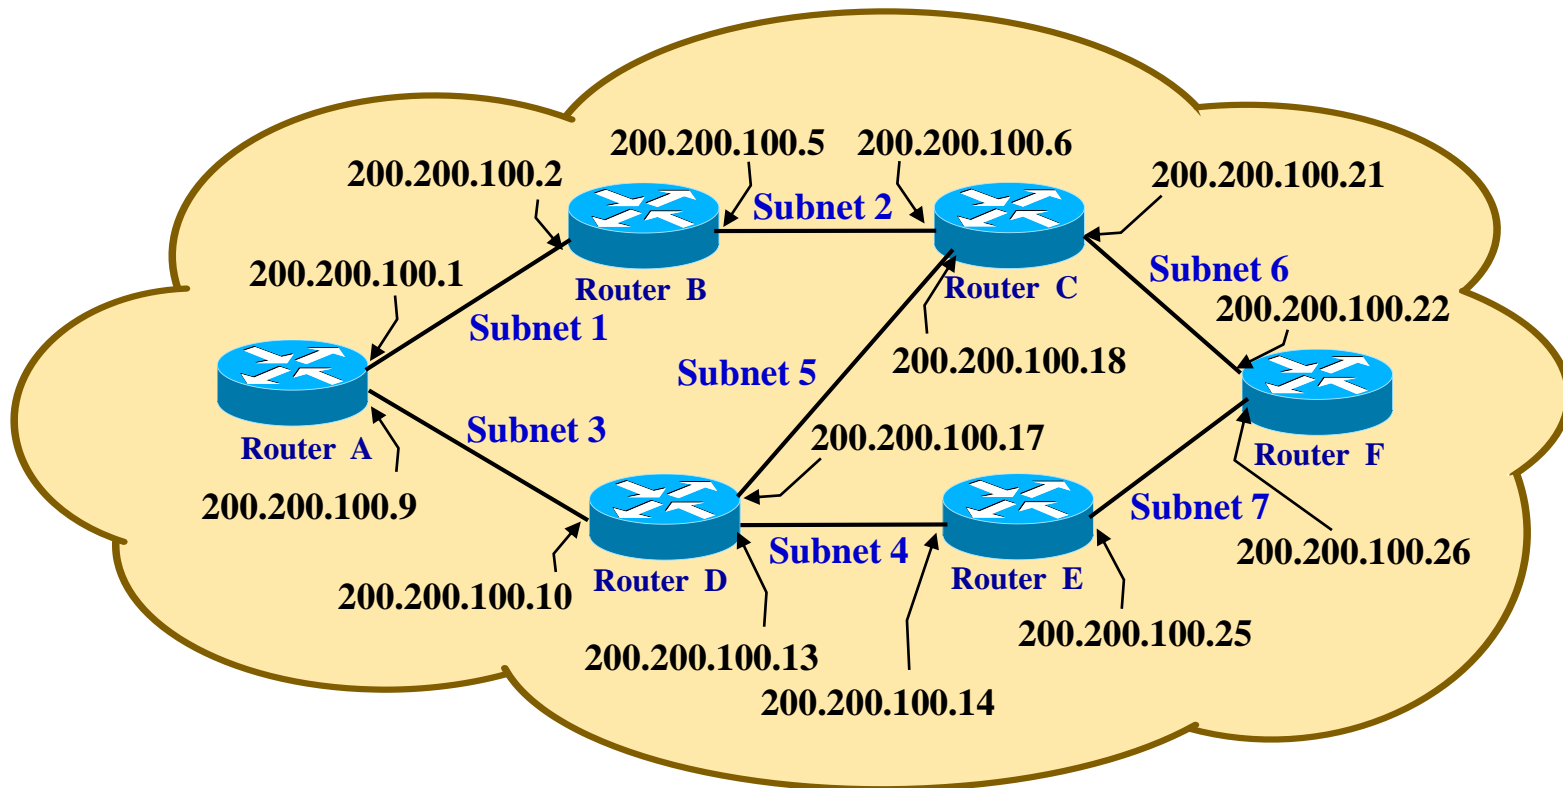 200.200.100.5
200.200.100.6
200.200.100.2
200.200.100.21
Subnet 2
200.200.100.1
Router B
Router C
Subnet 6
Subnet 1
200.200.100.22
200.200.100.18
Subnet 5
Router A
Subnet 3
200.200.100.17
Router F
200.200.100.9
Subnet 7
Subnet 4
200.200.100.26
Router D
Router E
200.200.100.10
200.200.100.25
200.200.100.13
200.200.100.14